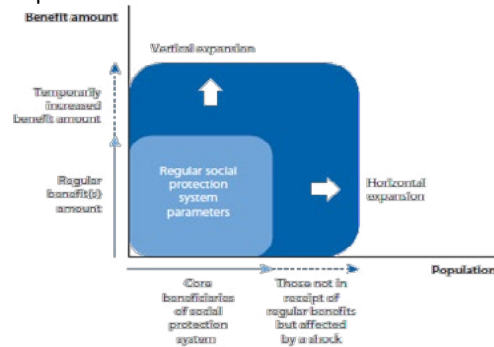 Benefit amount
Vertical expansion
Temporarily
increased
benefit amount
Regular social
protection
system
parameters
Regular
benefit(s)
amount
Horizontal
expansion
Population
Core
beneficiaries
of social
protection
system
Those not in
receipt of
regular benefits
but affected
by a shock